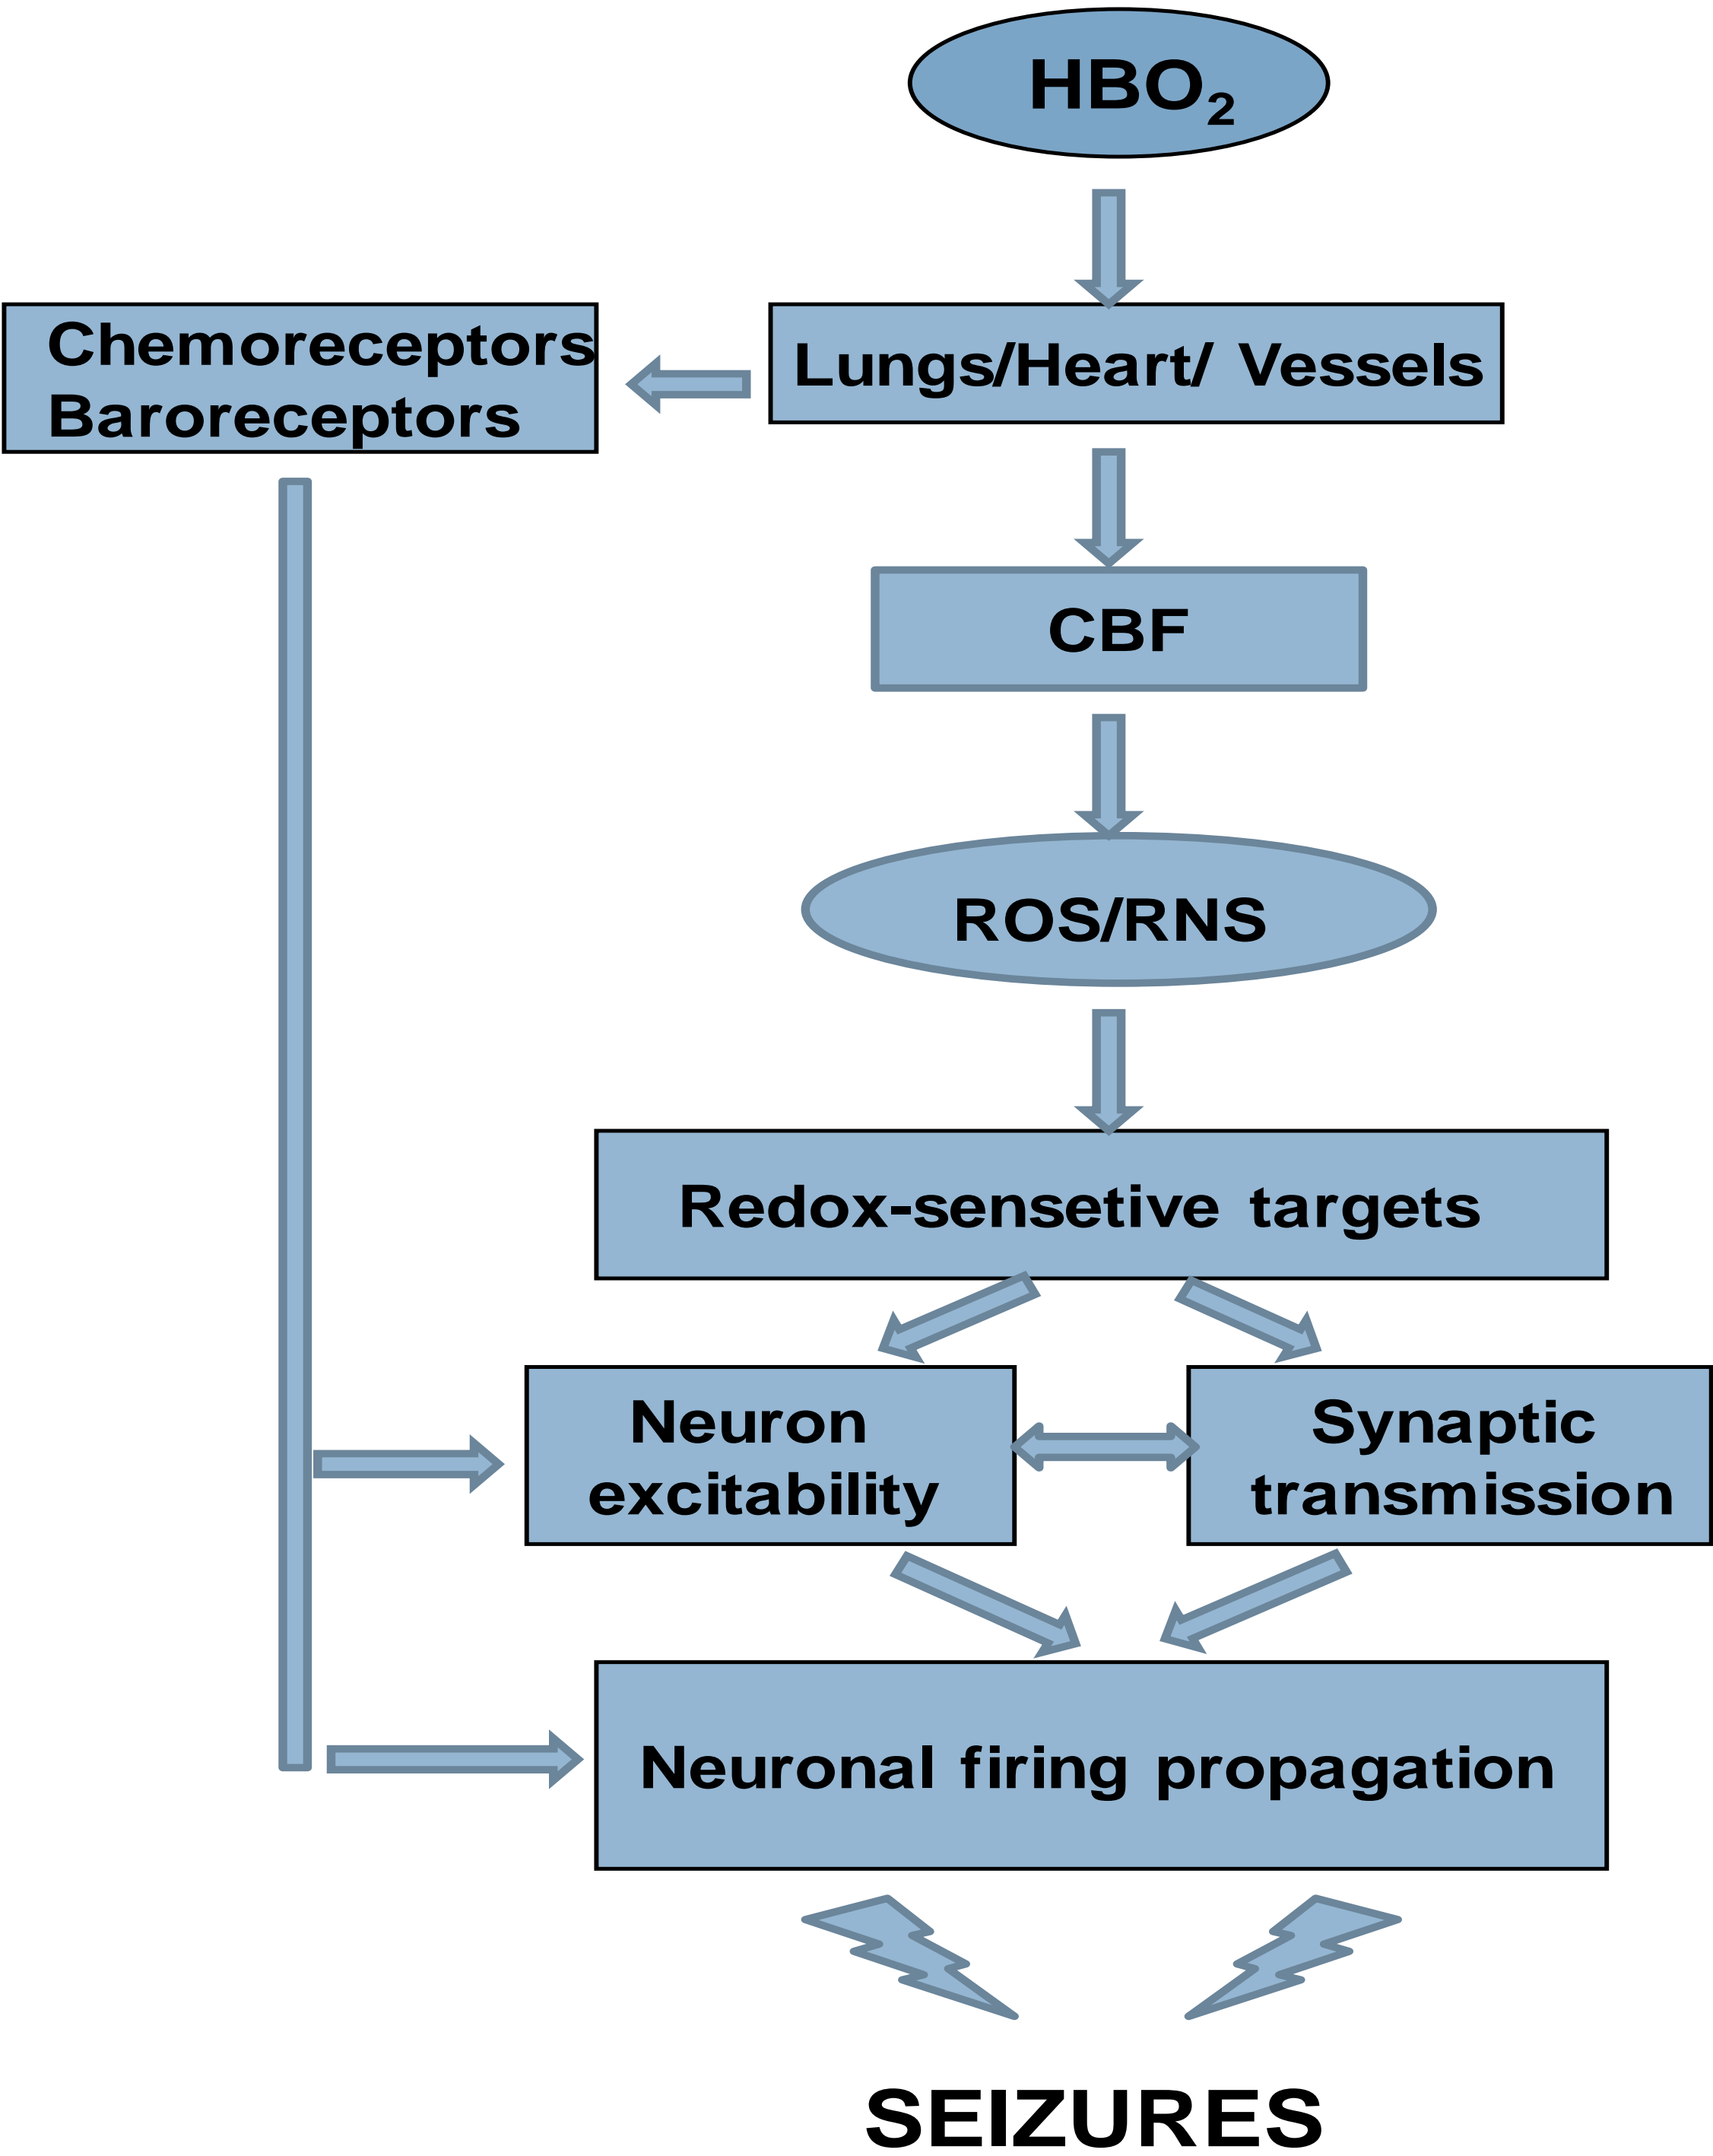 HBO₂
Chemoreceptors
Baroreceptors
Lungs/Heart/ Vessels
CBF
ROS/RNS
Redox-sensetive targets
Neuron
excitability
Synaptic
transmission
Neuronal firing propagation
SEIZURES